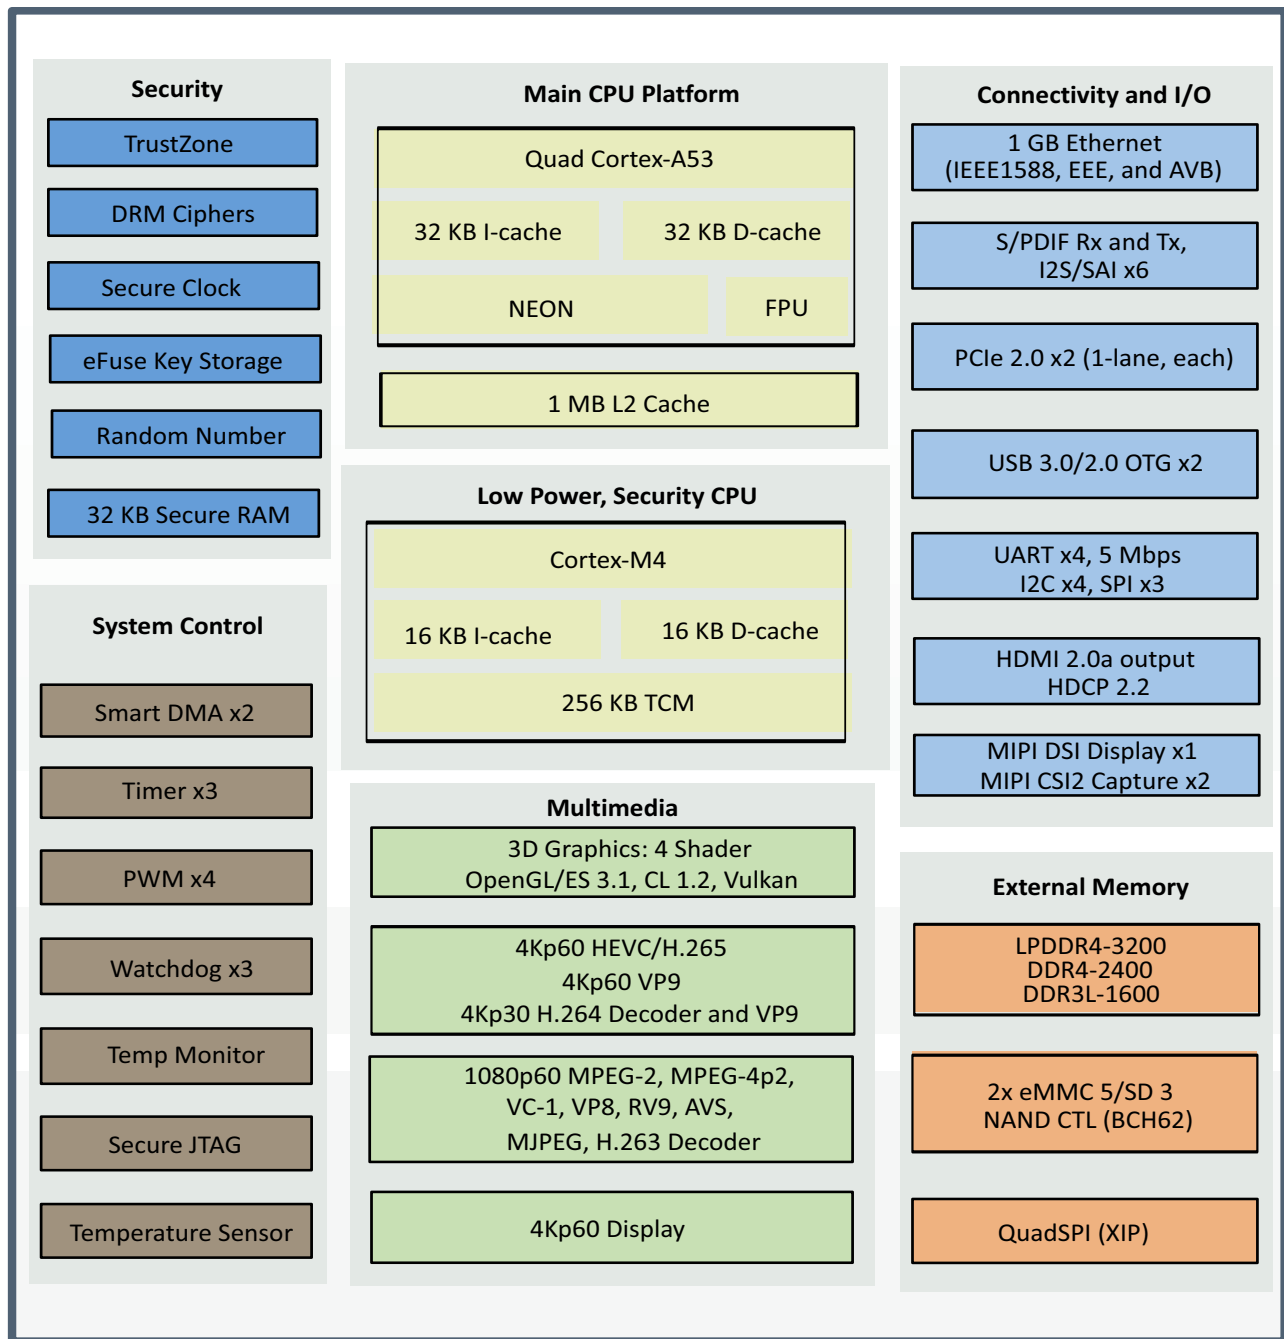 Security
TrustZone
DRM Ciphers
Secure Clock
eFuse Key Storage
Random Number
32 KB Secure RAM
System Control
Smart DMA x2
Timer x3
PWM x4
Watchdog x3
Temp Monitor
Secure JTAG
Temperature Sensor
Main CPU Platform
Quad Cortex-A53
32 KB I-cache
32 KB D-cache
NEON
FPU
1 MB L2 Cache
Low Power, Security CPU
Cortex-M4
16 KB I-cache
16 KB D-cache
256 KB TCM
Multimedia
3D Graphics: 4 Shader
OpenGL/ES 3.1, CL 1.2, Vulkan
4Kp60 HEVC/H.265
4Kp60 VP9
4Kp30 H.264 Decoder and VP9
1080p60 MPEG-2, MPEG-4p2,
VC-1, VP8, RV9, AVS,
MJPEG, H.263 Decoder
4Kp60 Display
Connectivity and I/O
1 GB Ethernet
(IEEE1588, EEE, and AVB)
S/PDIF Rx and Tx,
I2S/SAI x6
PCIe 2.0 x2 (1-lane, each)
USB 3.0/2.0 OTG x2
UART x4, 5 Mbps
I2C x4, SPI x3
HDMI 2.0a output
HDCP 2.2
MIPI DSI Display x1
MIPI CSI2 Capture x2
External Memory
LPDDR4-3200
DDR4-2400
DDR3L-1600
2x eMMC 5/SD 3
NAND CTL (BCH62)
QuadSPI (XIP)